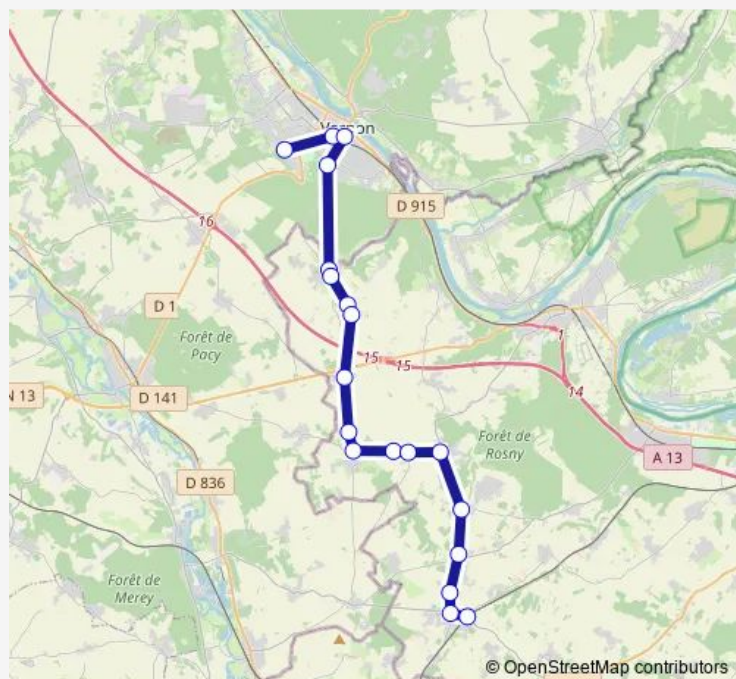 Vernon
D 915
16
D 1
Forêt de
Pacy
1
15
15
14
N 13
D 141
Forêt de
Rosny
A 13
D 836
Forêt de
Merey
© OpenStreetMap contributors